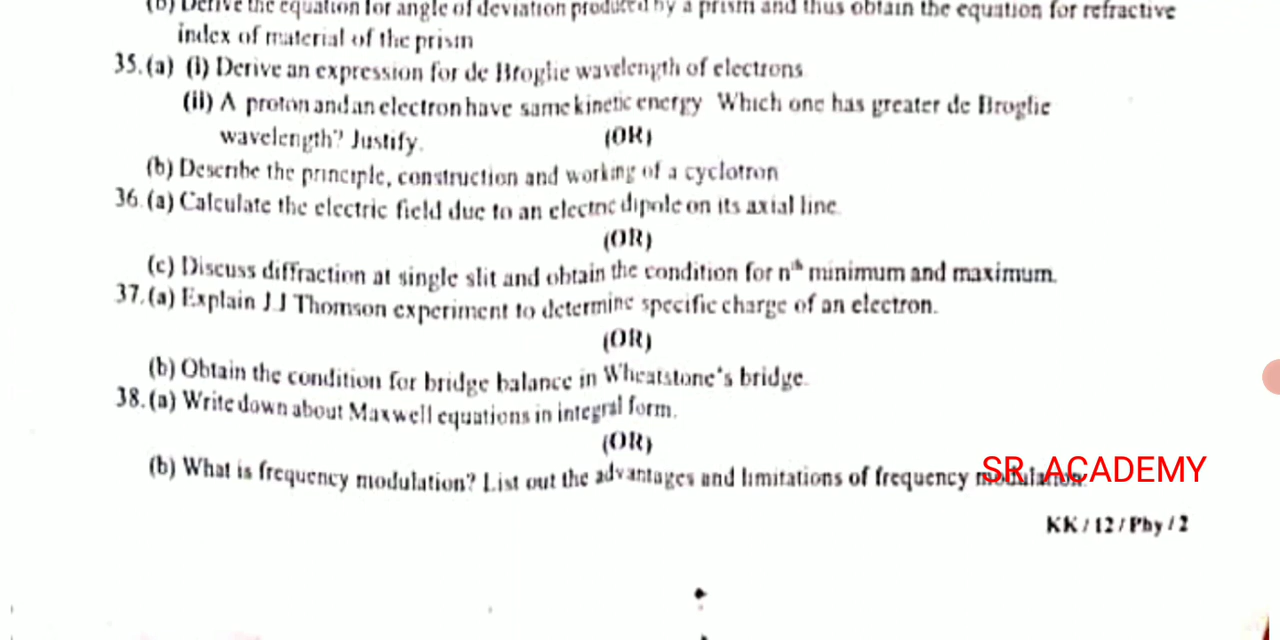 (b) Derive the equation for angle of deviation produced by a prism and thus obtain the equation for refractive
index of material of the prism
35. (a) (i) Derive an expression for de Broglie wavelength of electrons
(ii) A proton and an electron have same kinetic energy Which one has greater de Broglie
wavelength? Justify.
(OR)
(b) Describe the principle, construction and working of a cyclotron
36. (a) Calculate the electric field due to an electric dipole on its axial line.
(OR)
(c) Discuss diffraction at single slit and obtain the condition for nth minimum and maximum.
37. (a) Explain J.J Thomson experiment to determine specific charge of an electron.
(OR)
(b) Obtain the condition for bridge balance in Wheatstone's bridge.
38. (a) Write down about Maxwell equations in integral form.
(OR)
(b) What is frequency modulation? List out the advantages and limitations of frequency modulation.
SR ACADEMY
KK / 12 / Phy / 2